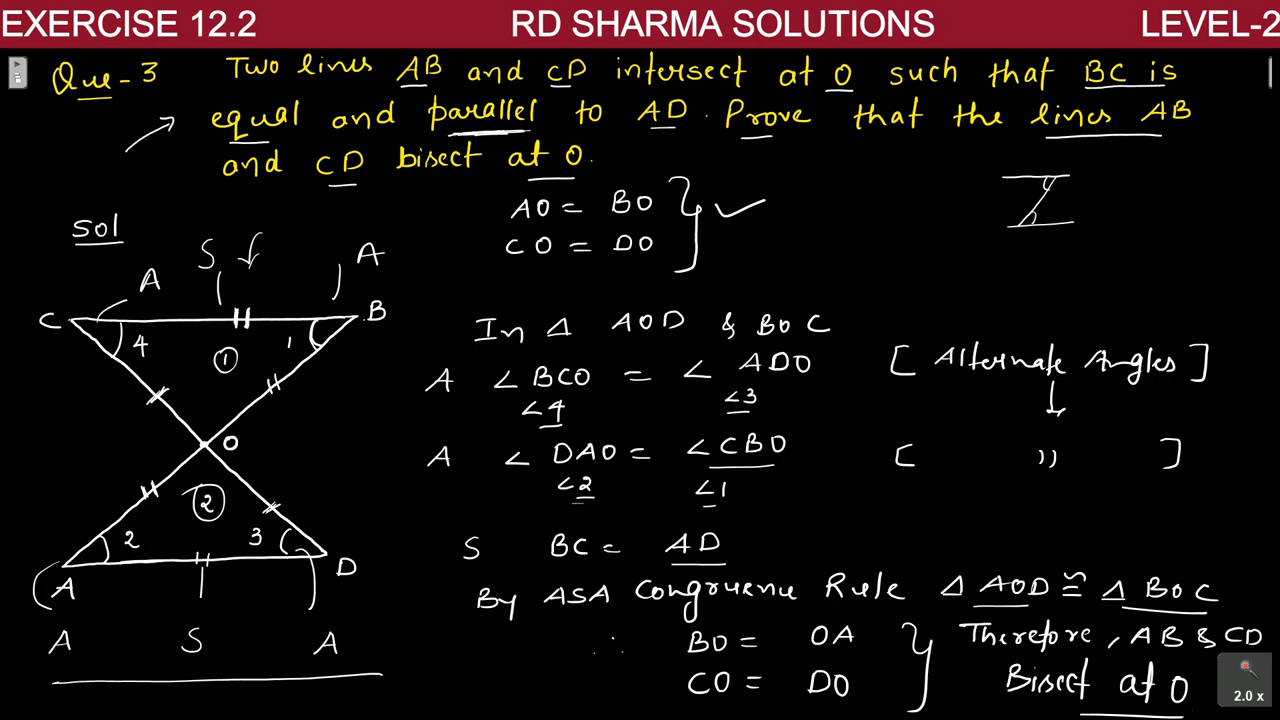 EXERCISE 12.2 RD SHARMA SOLUTIONS LEVEL-2
Que-3 Two lines AB and CD intersect at O such that BC is
equal and parallel to AD. Prove that the lines AB
and CD bisect at O.
AO = BO
CO = DO
Sol
A S A
C B
4 1 1
O
2
2 3
A D
A S A
In Δ AOD & BOC
A ∠BCO = ∠ADO [Alternate Angles]
∠4 ∠3
A ∠DAO = ∠CBO [ " ]
∠2 ∠1
S BC = AD
By ASA Congruence Rule Δ AOD ≅ Δ BOC
∴ BO = OA Therefore, AB & CD
CO = DO Bisect at O
2.0 x